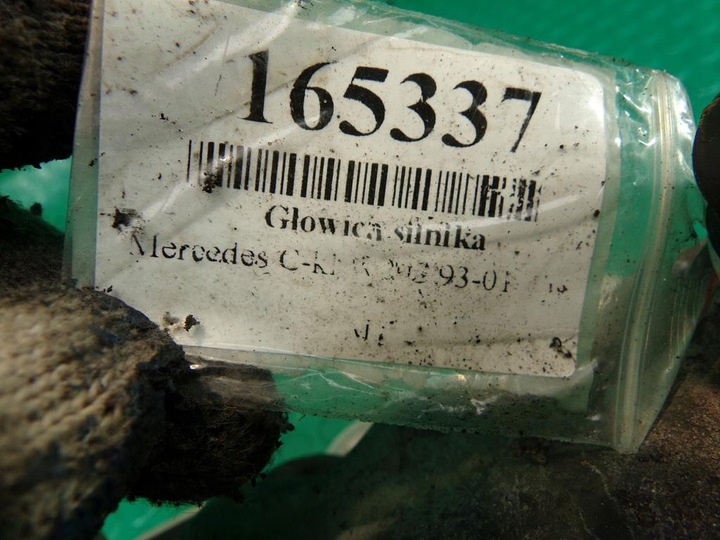 165337
Głowica silnika
Mercedes 93-01